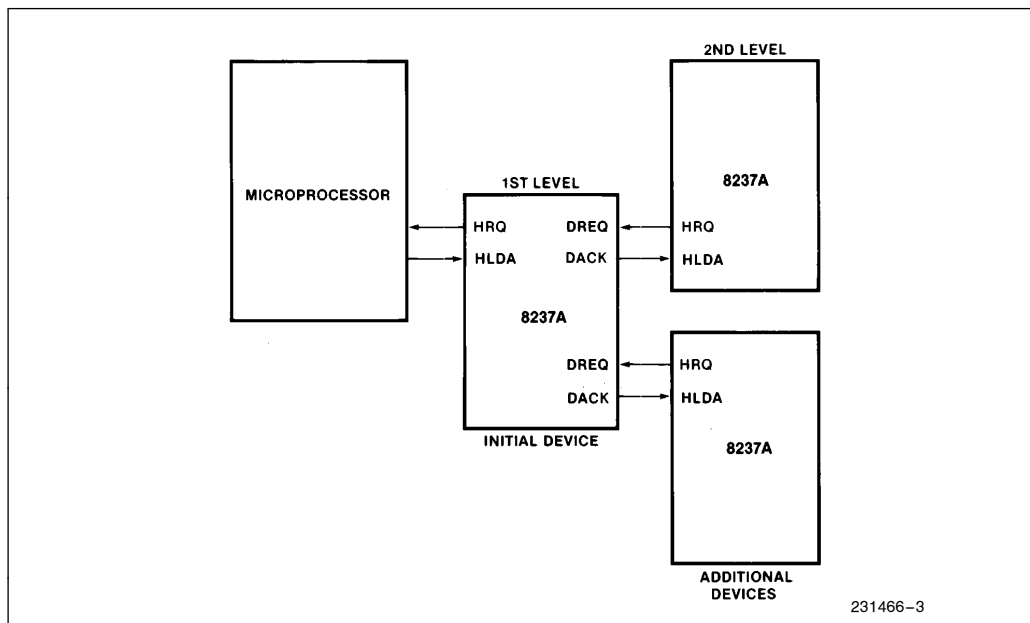 2ND LEVEL
MICROPROCESSOR
8237A
1ST LEVEL
HRQ
DREQ
HRQ
HLDA
DACK
HLDA
8237A
DREQ
HRQ
DACK
HLDA
INITIAL DEVICE
8237A
ADDITIONAL
DEVICES
231466–3